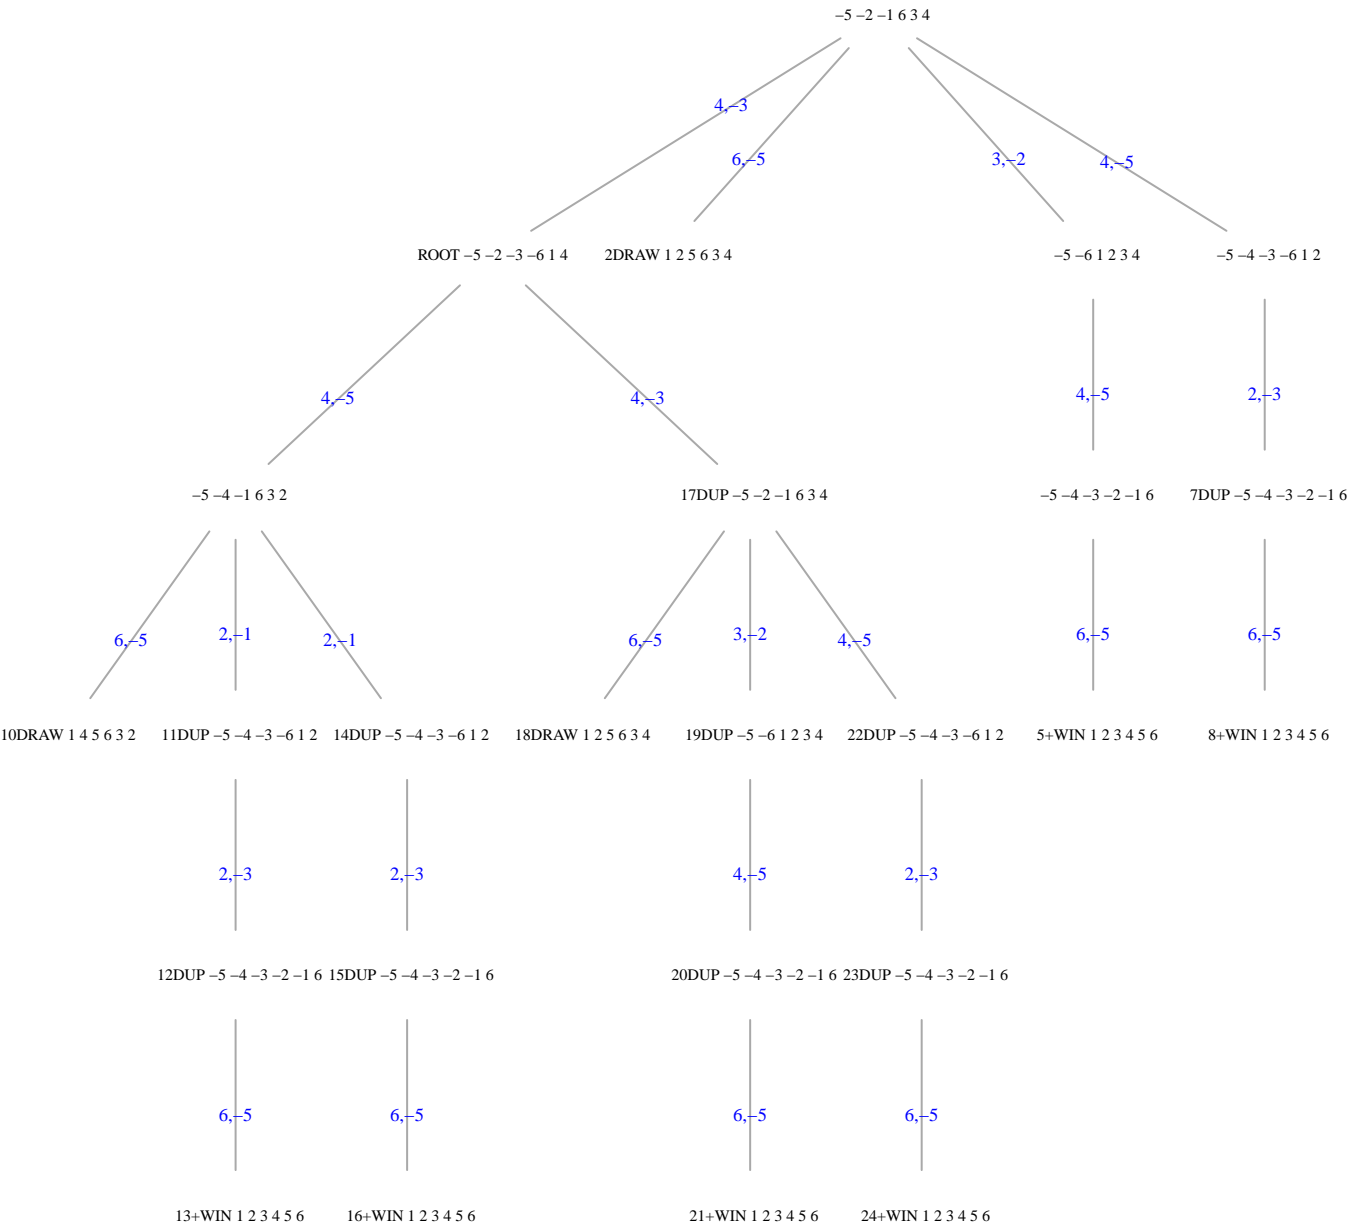 −5 −2 −1 6 3 4
4,−3
6,−5
3,−2
4,−5
ROOT −5 −2 −3 −6 1 4
2DRAW 1 2 5 6 3 4
−5 −6 1 2 3 4
−5 −4 −3 −6 1 2
4,−5
4,−3
4,−5
2,−3
−5 −4 −1 6 3 2
17DUP −5 −2 −1 6 3 4
−5 −4 −3 −2 −1 6
7DUP −5 −4 −3 −2 −1 6
6,−5
2,−1
2,−1
6,−5
3,−2
4,−5
6,−5
6,−5
10DRAW 1 4 5 6 3 2
11DUP −5 −4 −3 −6 1 2
14DUP −5 −4 −3 −6 1 2
18DRAW 1 2 5 6 3 4
19DUP −5 −6 1 2 3 4
22DUP −5 −4 −3 −6 1 2
5+WIN 1 2 3 4 5 6
8+WIN 1 2 3 4 5 6
2,−3
2,−3
4,−5
2,−3
12DUP −5 −4 −3 −2 −1 6
15DUP −5 −4 −3 −2 −1 6
20DUP −5 −4 −3 −2 −1 6
23DUP −5 −4 −3 −2 −1 6
6,−5
6,−5
6,−5
6,−5
13+WIN 1 2 3 4 5 6
16+WIN 1 2 3 4 5 6
21+WIN 1 2 3 4 5 6
24+WIN 1 2 3 4 5 6